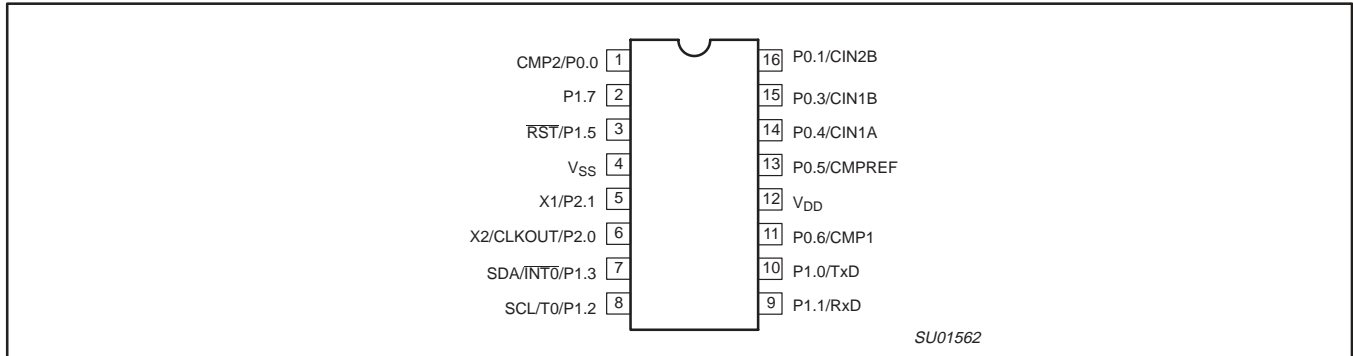 CMP2/P0.0 1
P1.7 2
R̅S̅T̅/P1.5 3
VSS 4
X1/P2.1 5
X2/CLKOUT/P2.0 6
SDA/I̅N̅T̅0̅/P1.3 7
SCL/T0/P1.2 8
16 P0.1/CIN2B
15 P0.3/CIN1B
14 P0.4/CIN1A
13 P0.5/CMPREF
12 VDD
11 P0.6/CMP1
10 P1.0/TxD
9 P1.1/RxD
SU01562